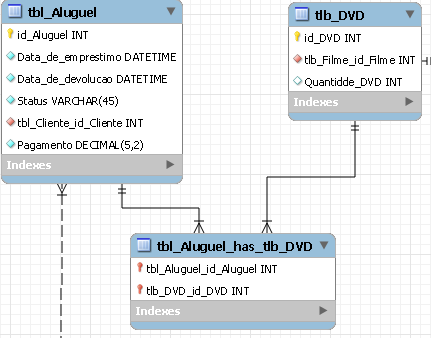 tbl_Aluguel
id_Aluguel INT
Data_de_emprestimo DATETIME
Data_de_devolucao DATETIME
Status VARCHAR(45)
tbl_Cliente_id_Cliente INT
Pagamento DECIMAL(5,2)
Indexes
tlb_DVD
id_DVD INT
tlb_Filme_id_Filme INT
Quantidde_DVD INT
Indexes
tbl_Aluguel_has_tlb_DVD
tbl_Aluguel_id_Aluguel INT
tlb_DVD_id_DVD INT
Indexes